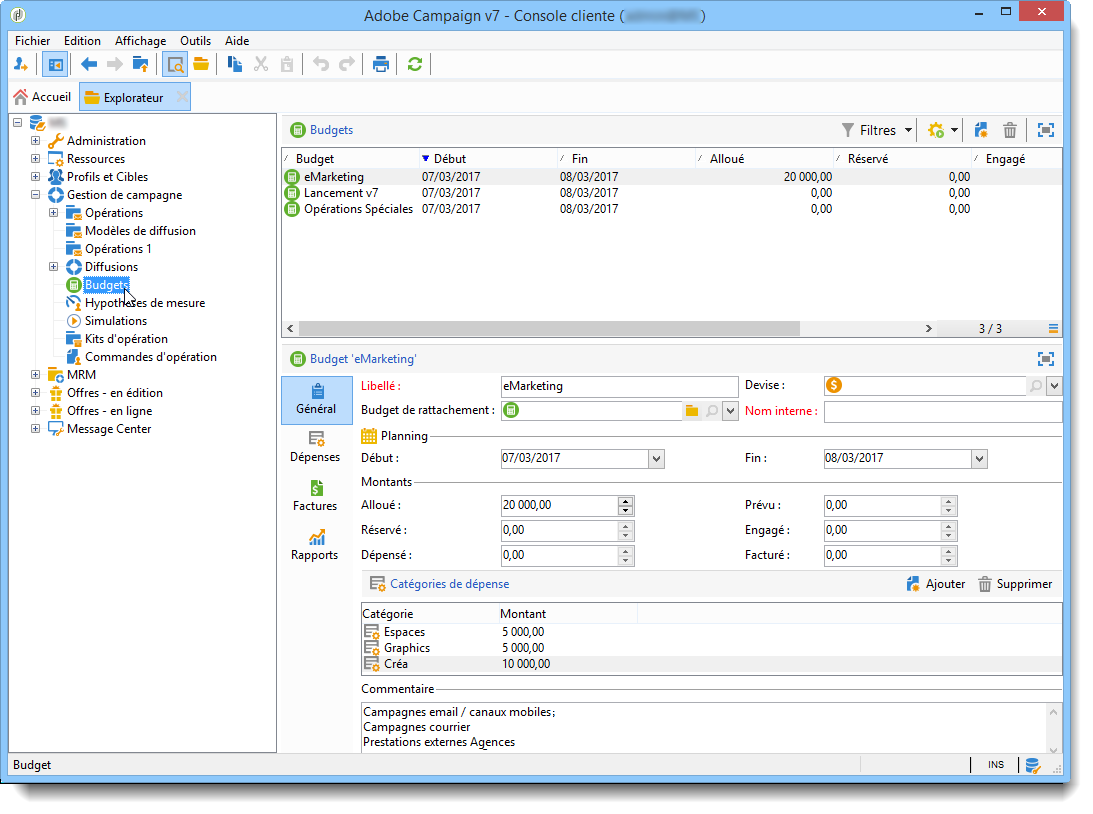 Adobe Campaign v7 - Console cliente ( )
Fichier Edition Affichage Outils Aide
Accueil Explorateur
Administration
Ressources
Profils et Cibles
Gestion de campagne
Opérations
Modèles de diffusion
Opérations 1
Diffusions
Budgets
Hypothèses de mesure
Simulations
Kits d'opération
Commandes d'opération
MRM
Offres - en édition
Offres - en ligne
Message Center
Budgets Filtres
Budget Début Fin Alloué Réservé Engagé
eMarketing 07/03/2017 08/03/2017 20 000,00 0,00
Lancement v7 07/03/2017 08/03/2017 0,00 0,00
Opérations Spéciales 07/03/2017 08/03/2017 0,00 0,00
3 / 3
Budget 'eMarketing'
Général
Dépenses
Factures
Rapports
Libellé : eMarketing Devise :
Budget de rattachement : Nom interne :
Planning
Début : 07/03/2017 Fin : 08/03/2017
Montants
Alloué : 20 000,00 Prévu : 0,00
Réservé : 0,00 Engagé : 0,00
Dépensé : 0,00 Facturé : 0,00
Catégories de dépense Ajouter Supprimer
Catégorie Montant
Espaces 5 000,00
Graphics 5 000,00
Créa 10 000,00
Commentaire
Campagnes email / canaux mobiles;
Campagnes courrier
Prestations externes Agences
Budget INS